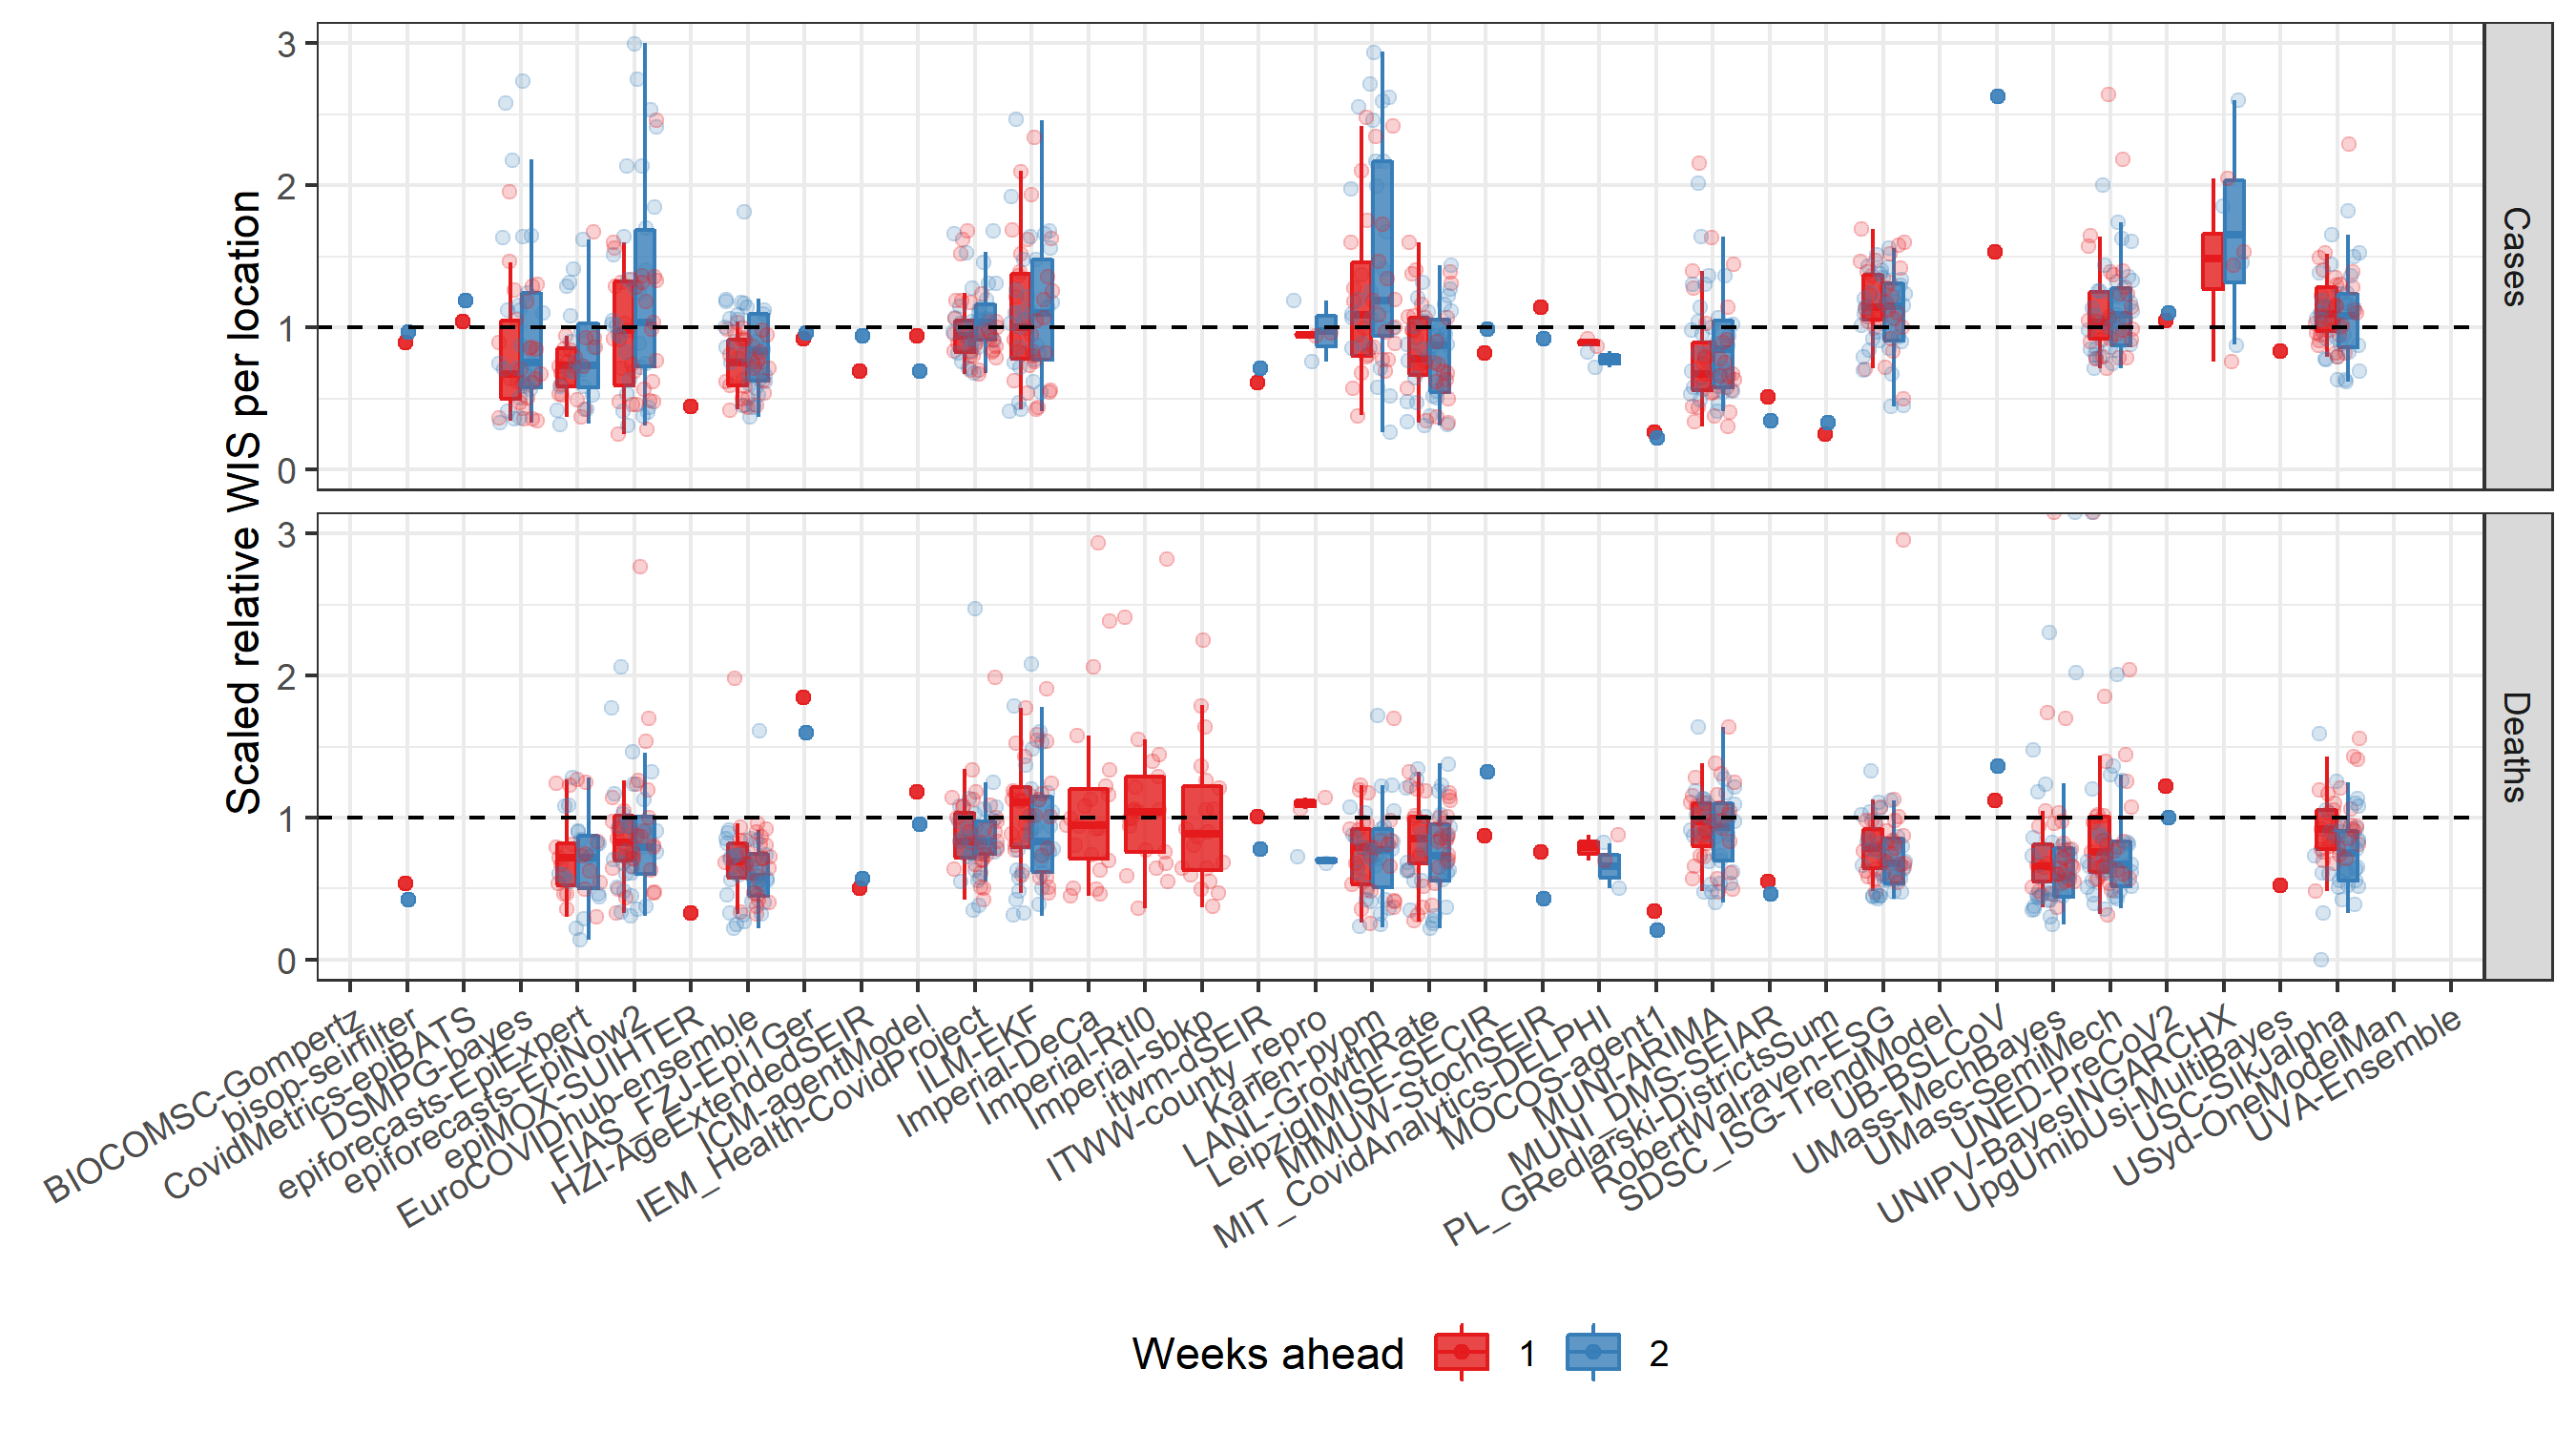 Scaled relative WIS per location
3
2
1
0
Cases
3
2
1
0
Deaths
BIOCOMSC-Gompertz
bisop-seirfilter
CovidMetrics-epiBATS
DSMPG-bayes
epiforecasts-EpiExpert
epiforecasts-EpiNow2
epiMOX-SUIHTER
EuroCOVIDhub-ensemble
FIAS_FZJ-Epi1Ger
HZI-AgeExtendedSEIR
ICM-agentModel
IEM_Health-CovidProject
ILM-EKF
Imperial-DeCa
Imperial-RtI0
Imperial-sbkp
itwm-dSEIR
ITWW-county_repro
Karlen-pypm
LANL-GrowthRate
LeipzigIMISE-SECIR
MIMUW-StochSEIR
MIT_CovidAnalytics-DELPHI
MOCOS-agent1
MUNI-ARIMA
MUNI_DMS-SEIAR
PL_GRedlarski-DistrictsSum
RobertWalraven-ESG
SDSC_ISG-TrendModel
UB-BSLCoV
UMass-MechBayes
UMass-SemiMech
UNED-PreCoV2
UNIPV-BayesINGARCHX
UpgUmibUsi-MultiBayes
USC-SIkJalpha
USyd-OneModelMan
UVA-Ensemble
Weeks ahead 1 2